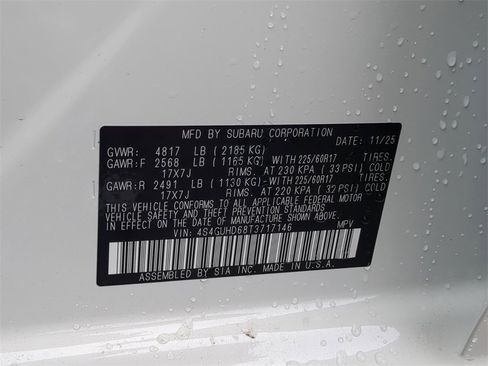 MFD BY SUBARU CORPORATION DATE: 11/25
GVWR: 4817 LB (2185 KG)
GAWR:F 2568 LB (1165 KG)-WITH 225/60R17 TIRES,
17X7J RIMS, AT 230 KPA (33 PSI) COLD.
GAWR:R 2491 LB (1130 KG)-WITH 225/60R17 TIRES,
17X7J RIMS, AT 220 KPA (32 PSI) COLD.
THIS VEHICLE CONFORMS TO ALL APPLICABLE FEDERAL MOTOR
VEHICLE SAFETY AND BUMPER STANDARDS IN EFFECT
ON THE DATE OF MANUFACTURE SHOWN ABOVE.
VIN: 4S4GUHD68T3717146 MPV
ASSEMBLED BY SIA INC. MADE IN U.S.A.